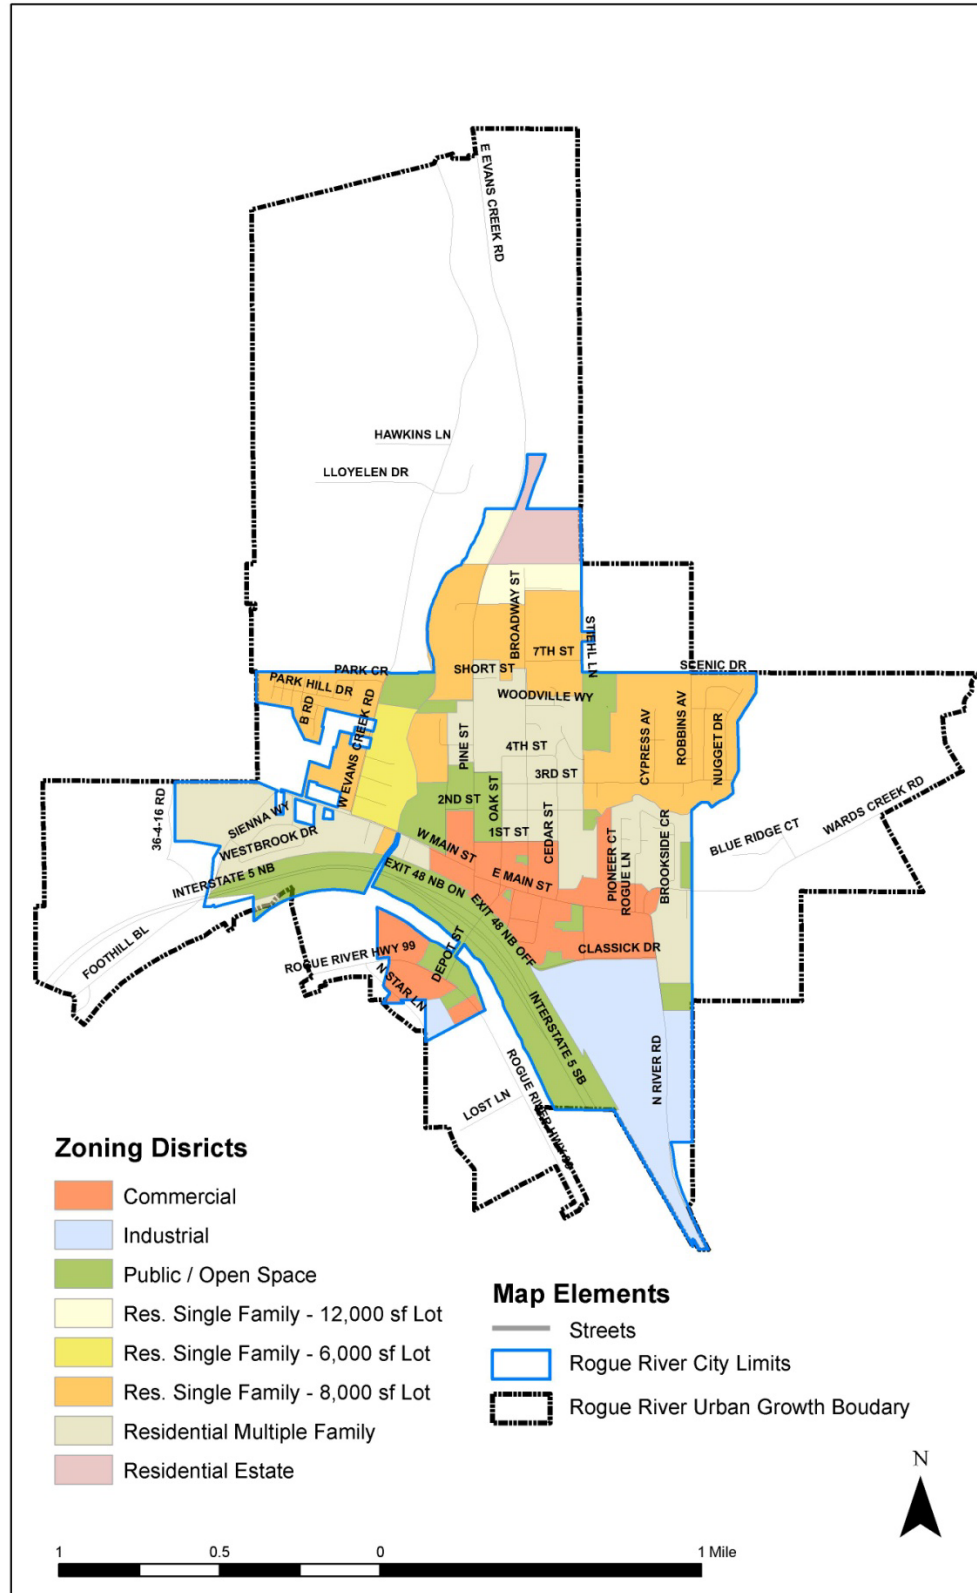 E EVANS CREEK RD
HAWKINS LN
LLOYELEN DR
BROADWAY ST
STIEHL LN
7TH ST
SHORT ST
SCENIC DR
PARK CR
PARK HILL DR
WOODVILLE WY
B RD
W EVANS CREEK RD
PINE ST
4TH ST
CYPRESS AV
ROBBINS AV
NUGGET DR
3RD ST
2ND ST
OAK ST
36-4-16 RD
SIENNA WY
WESTBROOK DR
W MAIN ST
1ST ST
CEDAR ST
PIONEER CT
ROGUE LN
BROOKSIDE CR
BLUE RIDGE CT
WARDS CREEK RD
INTERSTATE 5 NB
EXIT 48 NB ON
E MAIN ST
EXIT 48 NB OFF
CLASSICK DR
FOOTHILL BL
ROGUE RIVER HWY 99
N STAR LN
DEPOT ST
INTERSTATE 5 SB
N RIVER RD
LOST LN
ROGUE RIVER HWY 99
Zoning Disricts
Commercial
Industrial
Public / Open Space
Res. Single Family - 12,000 sf Lot
Res. Single Family - 6,000 sf Lot
Res. Single Family - 8,000 sf Lot
Residential Multiple Family
Residential Estate
Map Elements
Streets
Rogue River City Limits
Rogue River Urban Growth Boudary
N
1 0.5 0 1 Mile